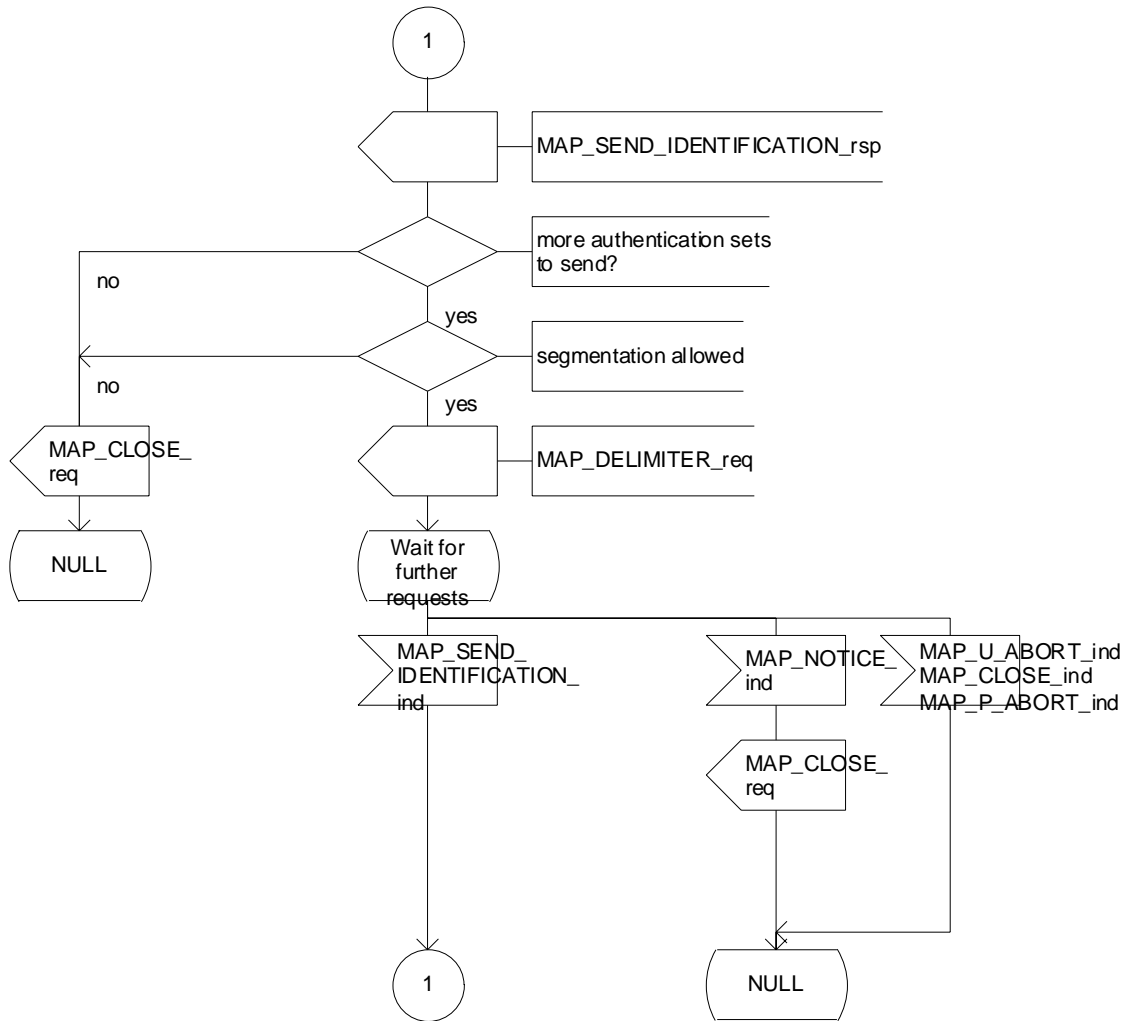 1
MAP_SEND_IDENTIFICATION_rsp
more authentication sets
to send?
no
yes
segmentation allowed
no
yes
MAP_CLOSE_
req
MAP_DELIMITER_req
NULL
Wait for
further
requests
MAP_SEND_
IDENTIFICATION_
ind
MAP_NOTICE_
ind
MAP_U_ABORT_ind
MAP_CLOSE_ind
MAP_P_ABORT_ind
MAP_CLOSE_
req
1
NULL